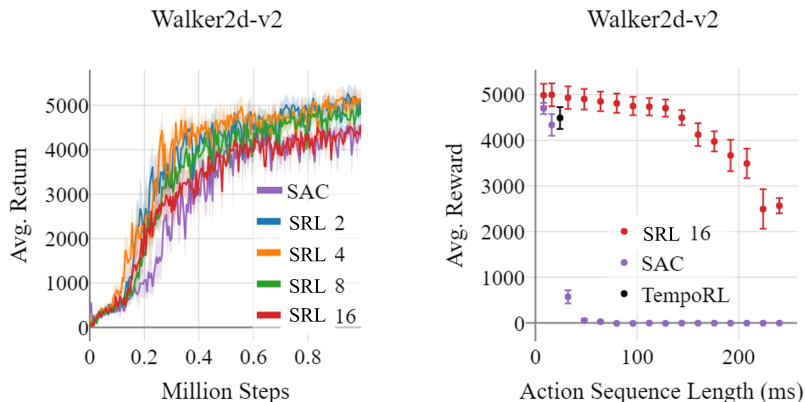 Walker2d-v2
Avg. Return
5000
4000
3000
2000
1000
0
0
0.2
0.4
0.6
0.8
Million Steps
SAC
SRL 2
SRL 4
SRL 8
SRL 16
Walker2d-v2
Avg. Reward
5000
4000
3000
2000
1000
0
0
100
200
Action Sequence Length (ms)
SRL 16
SAC
TempoRL